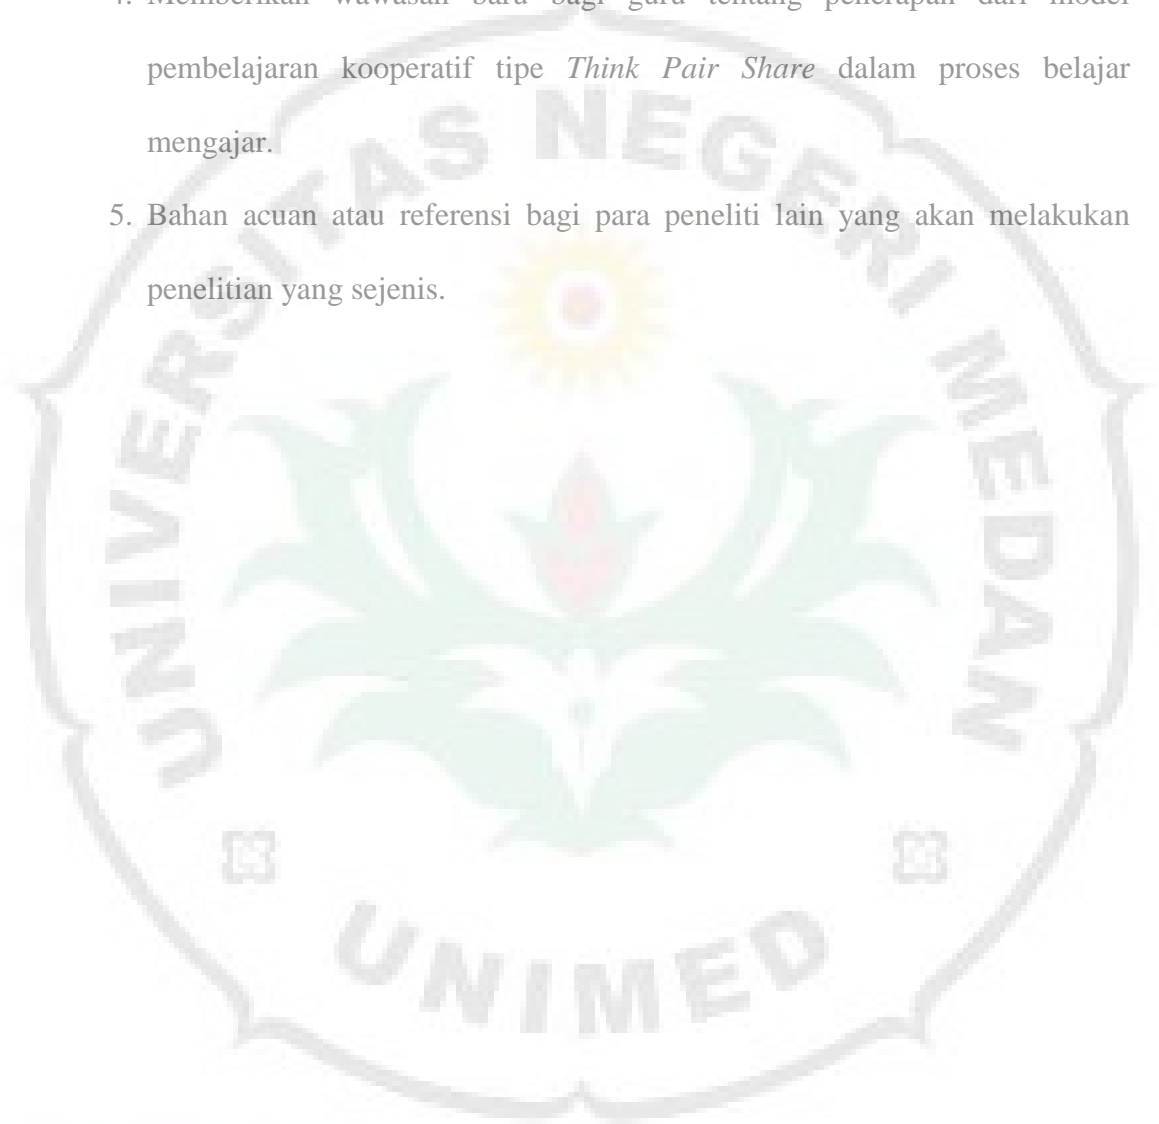 4. Memberikan wawasan baru bagi guru tentang penerapan dari model
pembelajaran kooperatif tipe Think Pair Share dalam proses belajar
mengajar.
5. Bahan acuan atau referensi bagi para peneliti lain yang akan melakukan
penelitian yang sejenis.
UNIVERSITAS NEGERI MEDAN
UNIMED